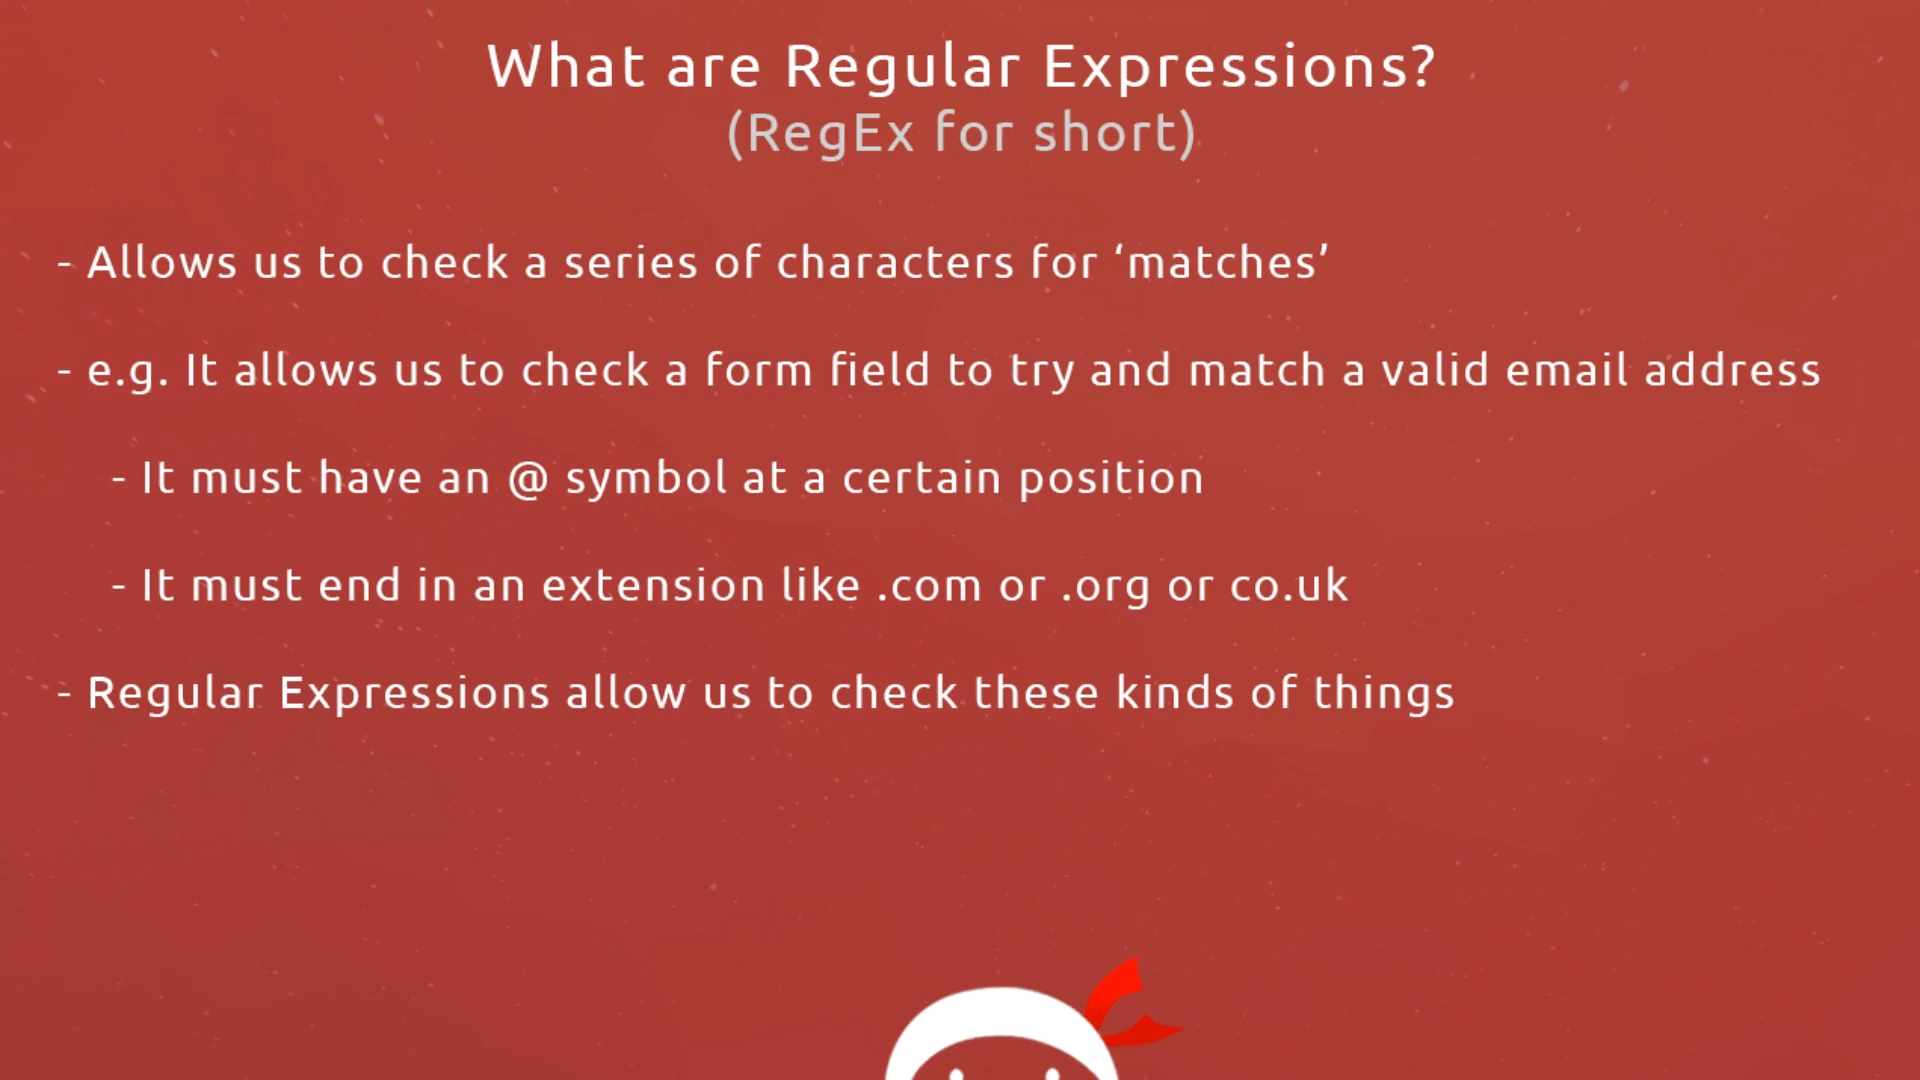 What are Regular Expressions?
(RegEx for short)
- Allows us to check a series of characters for ‘matches’
- e.g. It allows us to check a form field to try and match a valid email address
- It must have an @ symbol at a certain position
- It must end in an extension like .com or .org or co.uk
- Regular Expressions allow us to check these kinds of things